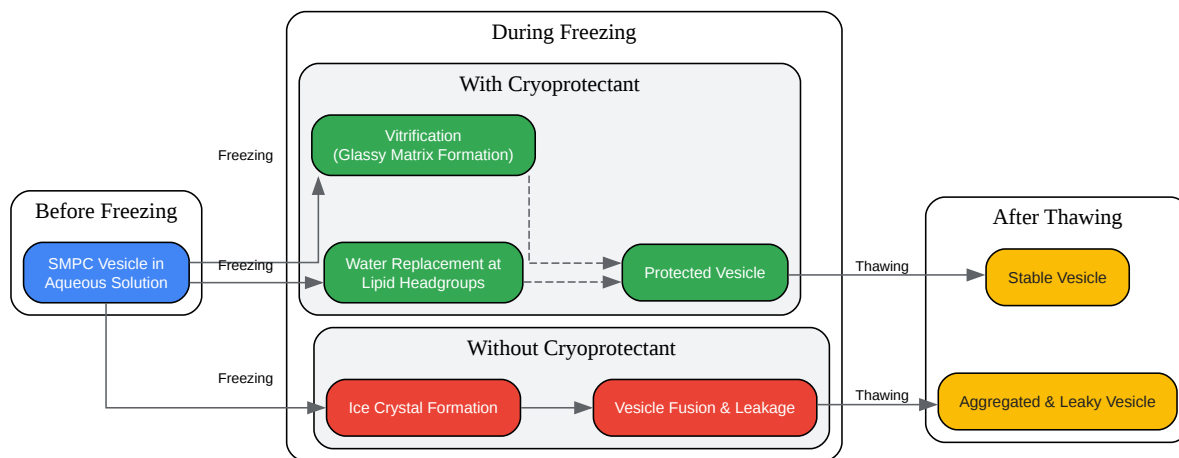 During Freezing
With Cryoprotectant
Vitrification
(Glassy Matrix Formation)
Freezing
Before Freezing
SMPC Vesicle in
Aqueous Solution
Freezing
Water Replacement at
Lipid Headgroups
Protected Vesicle
Thawing
After Thawing
Stable Vesicle
Without Cryoprotectant
Freezing
Ice Crystal Formation
Vesicle Fusion & Leakage
Thawing
Aggregated & Leaky Vesicle